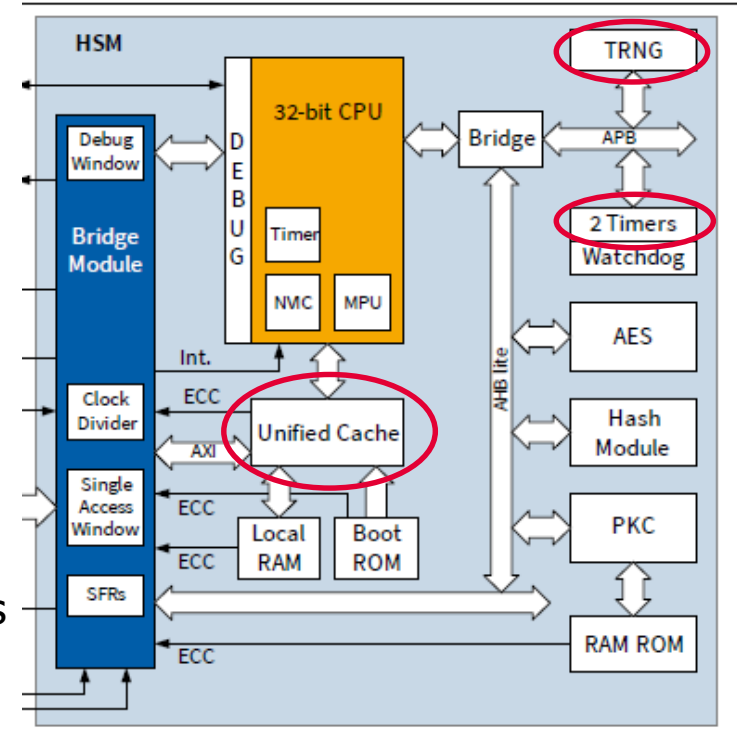 HSM
TRNG
32-bit CPU
D
E
B
U
G
Debug
Window
Bridge
APB
Bridge
Module
Timer
2 Timers
Watchdog
NVIC
MPU
Int.
AES
AHB lite
Clock
Divider
ECC
Unified Cache
Hash
Module
AXI
Single
Access
Window
ECC
Local
RAM
Boot
ROM
PKC
ECC
SFRs
s
RAM ROM
ECC